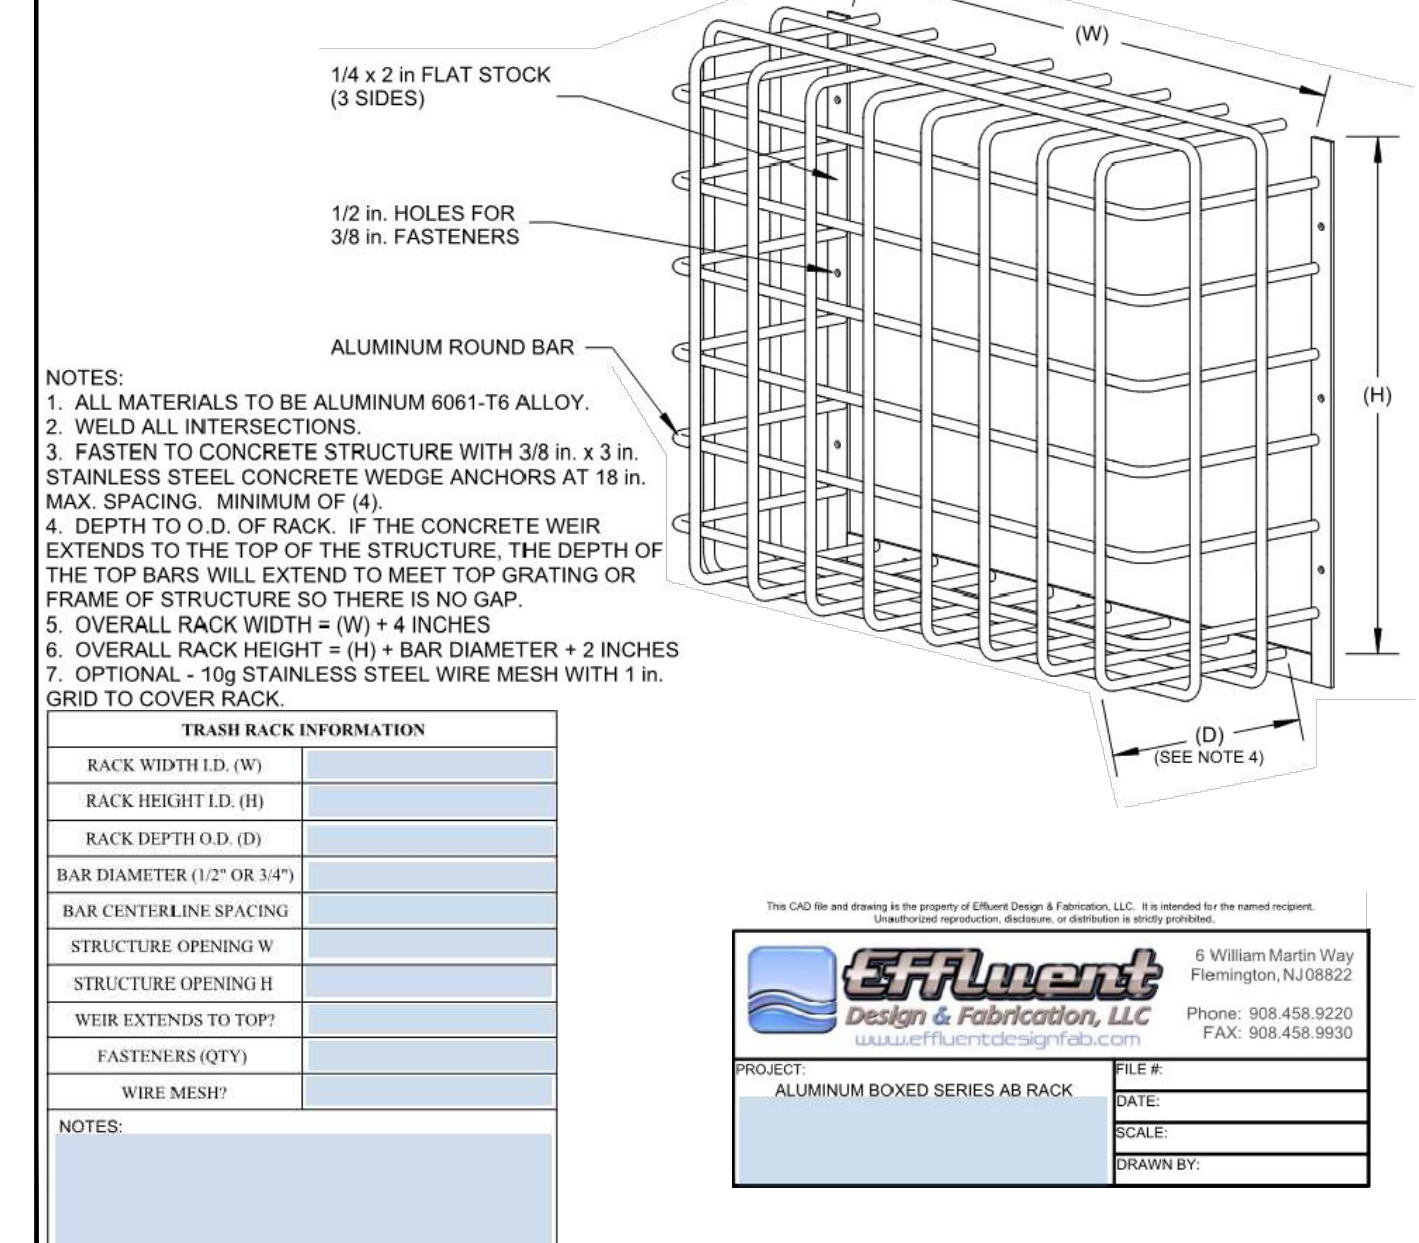 (W)
1/4 x 2 in FLAT STOCK
(3 SIDES)
1/2 in. HOLES FOR
3/8 in. FASTENERS
ALUMINUM ROUND BAR
(H)
NOTES:
1. ALL MATERIALS TO BE ALUMINUM 6061-T6 ALLOY.
2. WELD ALL INTERSECTIONS.
3. FASTEN TO CONCRETE STRUCTURE WITH 3/8 in. x 3 in.
STAINLESS STEEL CONCRETE WEDGE ANCHORS AT 18 in.
MAX. SPACING. MINIMUM OF (4).
4. DEPTH TO O.D. OF RACK. IF THE CONCRETE WEIR
EXTENDS TO THE TOP OF THE STRUCTURE, THE DEPTH OF
THE TOP BARS WILL EXTEND TO MEET TOP GRATING OR
FRAME OF STRUCTURE SO THERE IS NO GAP.
5. OVERALL RACK WIDTH = (W) + 4 INCHES
6. OVERALL RACK HEIGHT = (H) + BAR DIAMETER + 2 INCHES
7. OPTIONAL - 10g STAINLESS STEEL WIRE MESH WITH 1 in.
GRID TO COVER RACK.
(D)
(SEE NOTE 4)
TRASH RACK INFORMATION
RACK WIDTH I.D. (W)
RACK HEIGHT I.D. (H)
RACK DEPTH O.D. (D)
BAR DIAMETER (1/2" OR 3/4")
BAR CENTERLINE SPACING
STRUCTURE OPENING W
STRUCTURE OPENING H
WEIR EXTENDS TO TOP?
FASTENERS (QTY)
WIRE MESH?
NOTES:
This CAD file and drawing is the property of Effluent Design & Fabrication, LLC. It is intended for the named recipient.
Unauthorized reproduction, disclosure, or distribution is strictly prohibited.
Effluent
Design & Fabrication, LLC
www.effluentdesignfab.com
6 William Martin Way
Flemington, NJ 08822
Phone: 908.458.9220
FAX: 908.458.9930
PROJECT:
ALUMINUM BOXED SERIES AB RACK
FILE #:
DATE:
SCALE:
DRAWN BY: